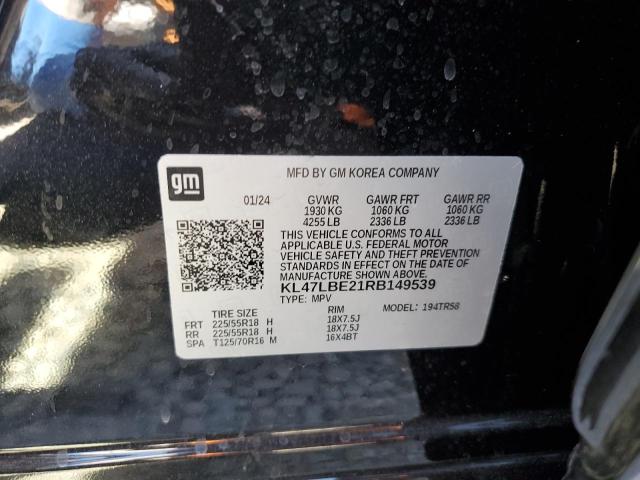 gm
MFD BY GM KOREA COMPANY
01/24 GVWR GAWR FRT GAWR RR
1930 KG 1060 KG 1060 KG
4255 LB 2336 LB 2336 LB
THIS VEHICLE CONFORMS TO ALL
APPLICABLE U.S. FEDERAL MOTOR
VEHICLE SAFETY AND THEFT PREVENTION
STANDARDS IN EFFECT ON THE DATE OF
MANUFACTURE SHOWN ABOVE.
KL47LBE21RB149539
TYPE: MPV MODEL: 194TR58
TIRE SIZE RIM
FRT 225/55R18 H 18X7.5J
RR 225/55R18 H 18X7.5J
SPA T125/70R16 M 16X4BT